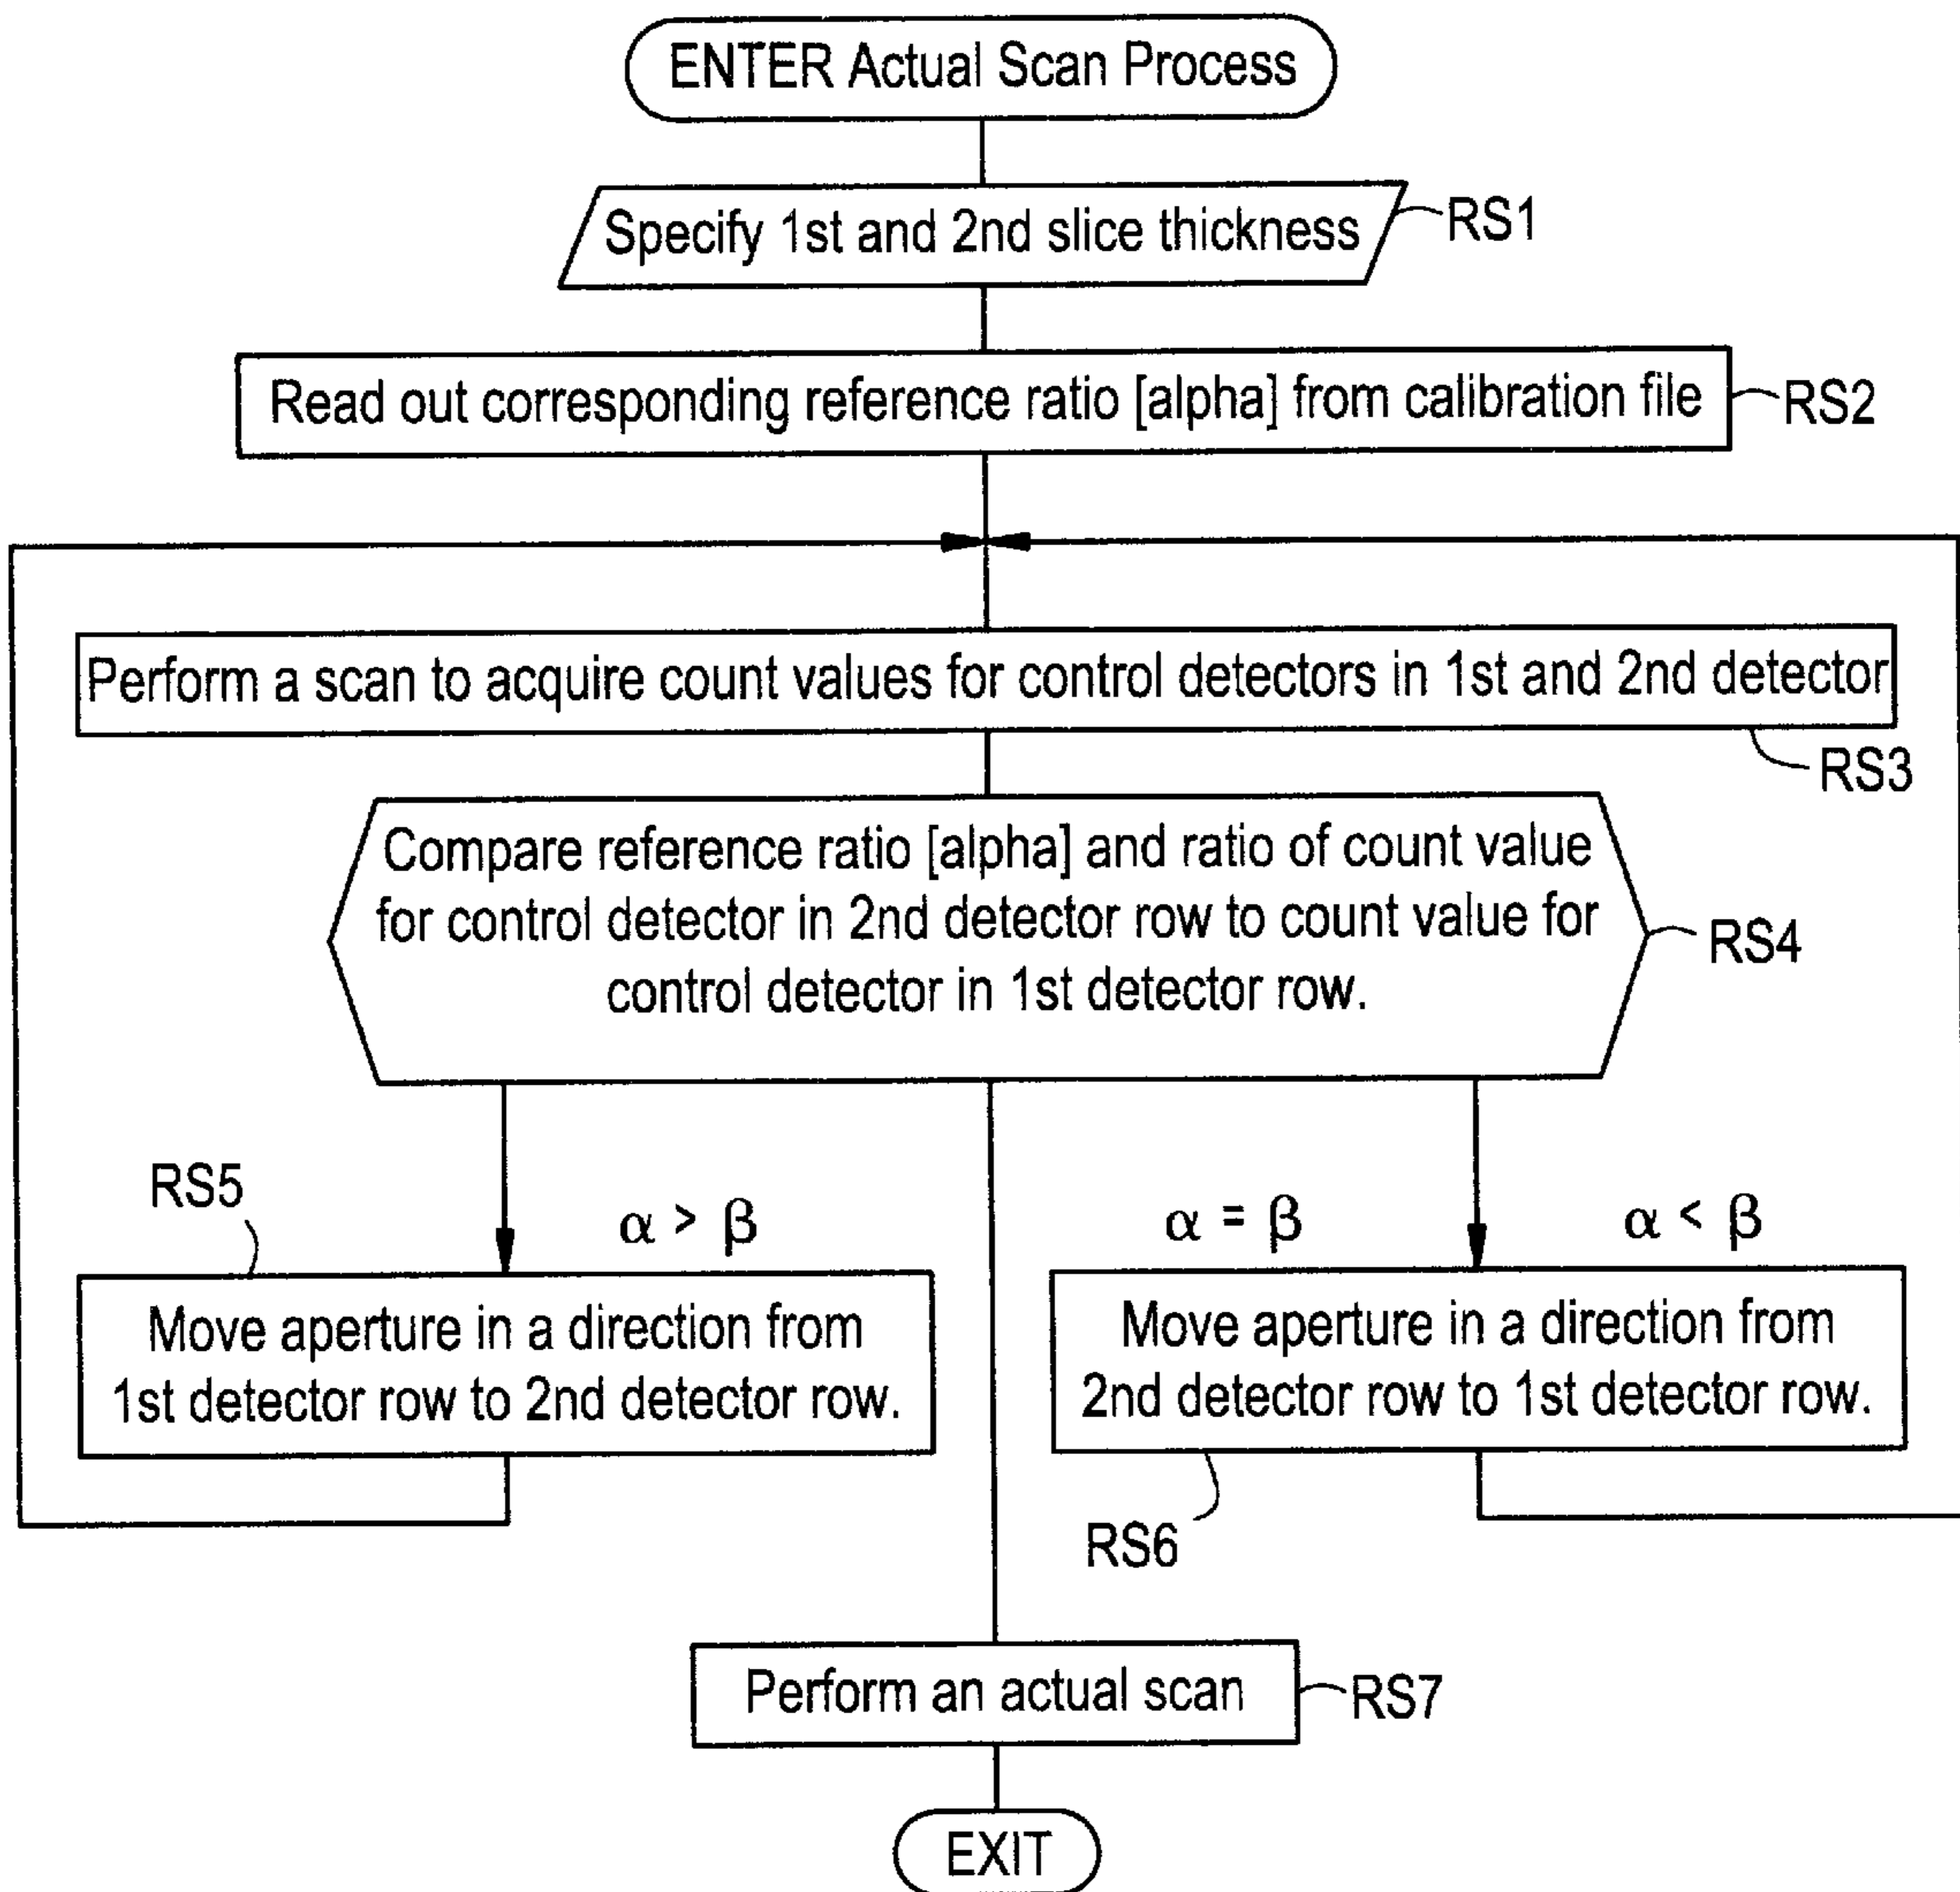 ENTER Actual Scan Process
Specify 1st and 2nd slice thickness
RS1
Read out corresponding reference ratio [alpha] from calibration file
RS2
Perform a scan to acquire count values for control detectors in 1st and 2nd detector
RS3
Compare reference ratio [alpha] and ratio of count value
for control detector in 2nd detector row to count value for
control detector in 1st detector row.
RS4
RS5
α > β
α = β
α < β
Move aperture in a direction from
1st detector row to 2nd detector row.
Move aperture in a direction from
2nd detector row to 1st detector row.
RS6
Perform an actual scan
RS7
EXIT